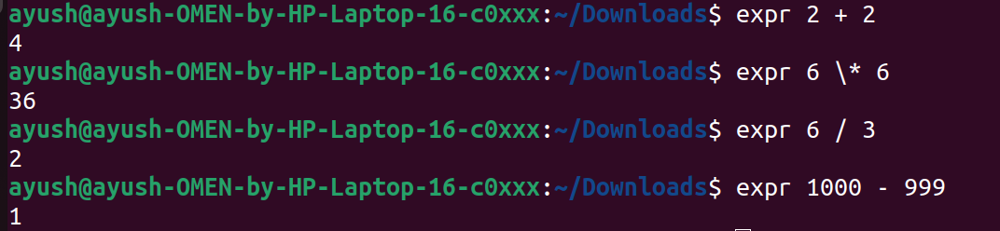 ayush@ayush-OMEN-by-HP-Laptop-16-c0xxx:~/Downloads$ expr 2 + 2
4
ayush@ayush-OMEN-by-HP-Laptop-16-c0xxx:~/Downloads$ expr 6 \* 6
36
ayush@ayush-OMEN-by-HP-Laptop-16-c0xxx:~/Downloads$ expr 6 / 3
2
ayush@ayush-OMEN-by-HP-Laptop-16-c0xxx:~/Downloads$ expr 1000 - 999
1